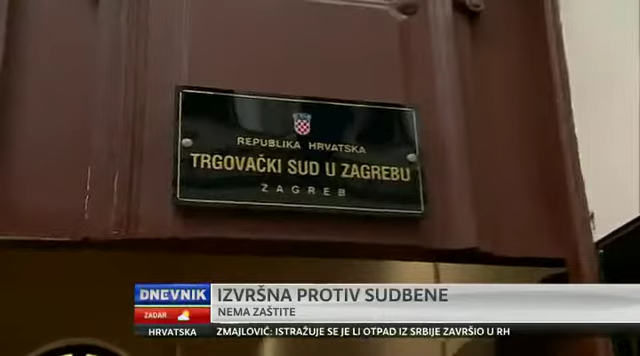 REPUBLIKA HRVATSKA
TRGOVAČKI SUD U ZAGREBU
ZAGREB
DNEVNIK IZVRŠNA PROTIV SUDBENE
ZADAR NEMA ZAŠTITE
HRVATSKA ZMAJLOVIĆ: ISTRAŽUJE SE JE LI OTPAD IZ SRBIJE ZAVRŠIO U RH